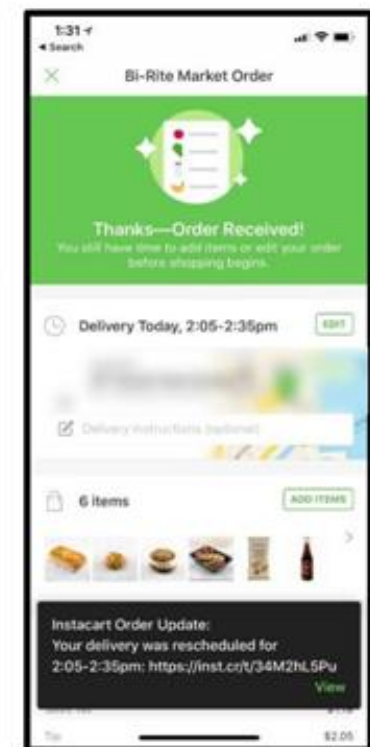 1:31
Search
Bi-Rite Market Order
Thanks—Order Received!
You still have time to add items or edit your order
before shopping begins.
Delivery Today, 2:05-2:35pm
EDIT
Delivery instructions (optional)
6 items
ADD ITEMS
Instacart Order Update:
Your delivery was rescheduled for
2:05-2:35pm: https://inst.cr/t/34M2hL5Pu
View
Tip
$2.05